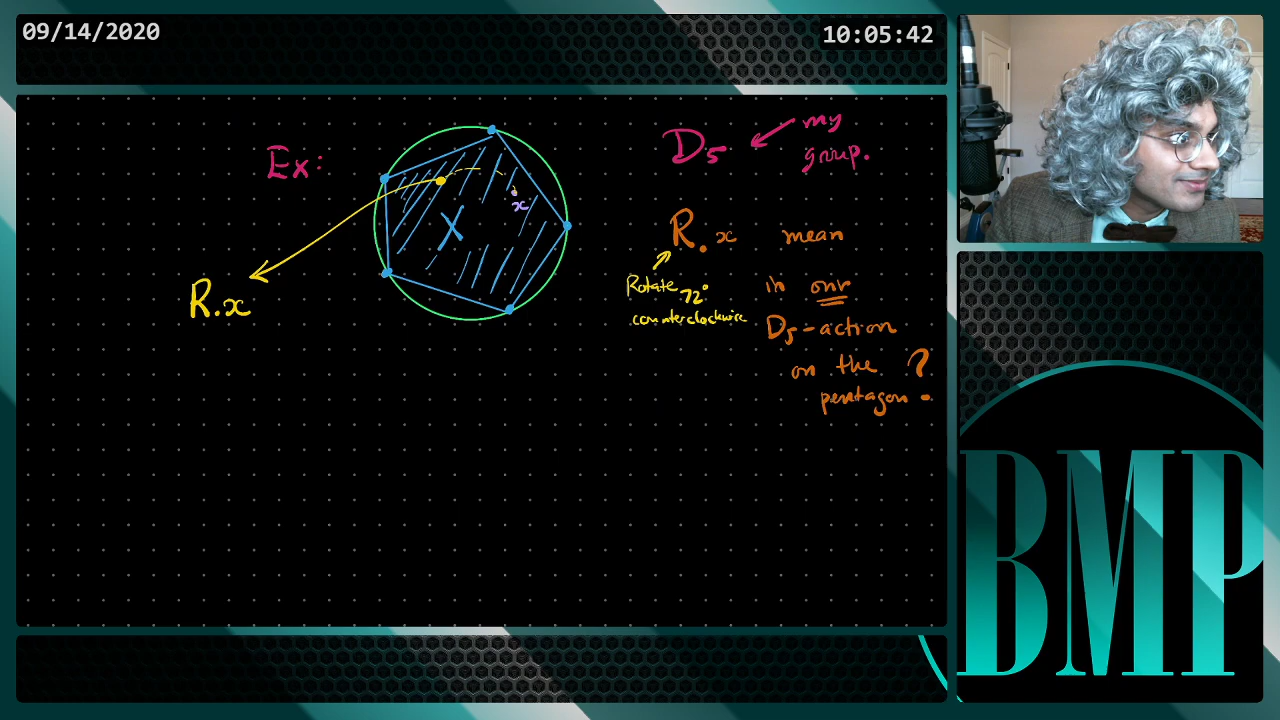 09/14/2020
10:05:42
Ex:
D5
my
group.
x
X
R.x mean
Rotate 72°
counterclockwise
in our
D5-action
on the ?
pentagon
R.x
BMP